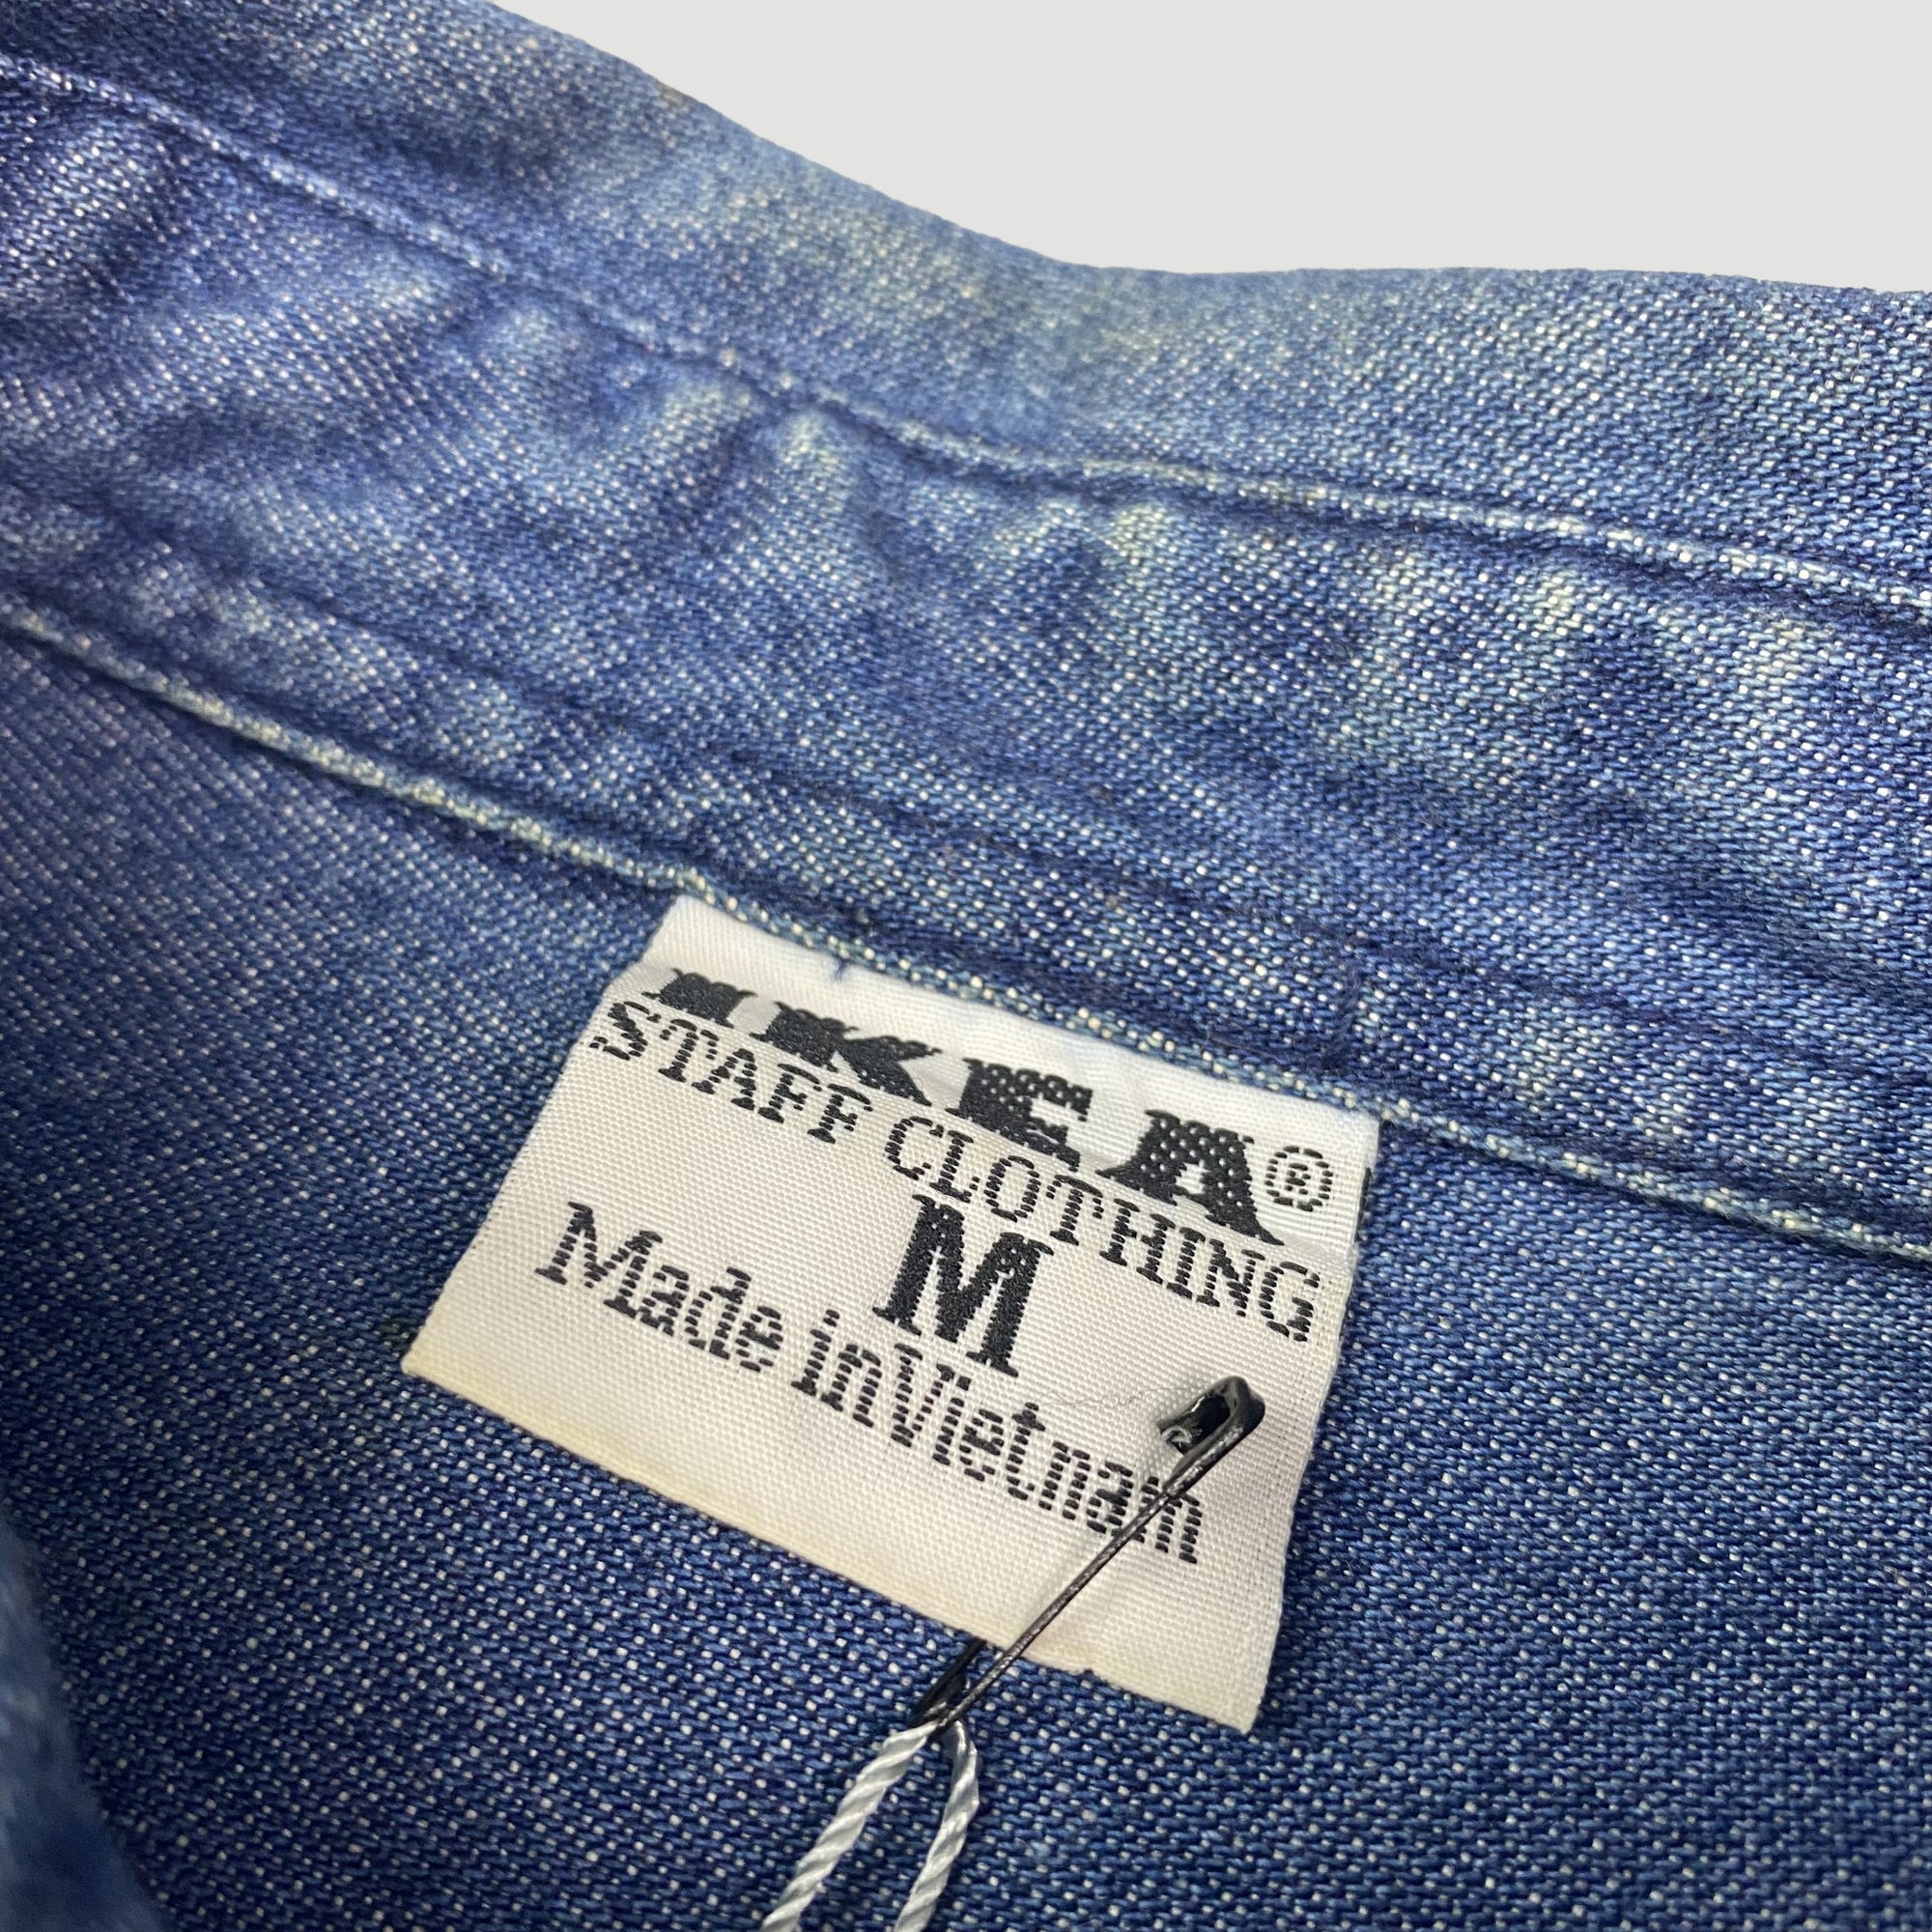 IKEA®
STAFF CLOTHING
M
Made in Vietnam